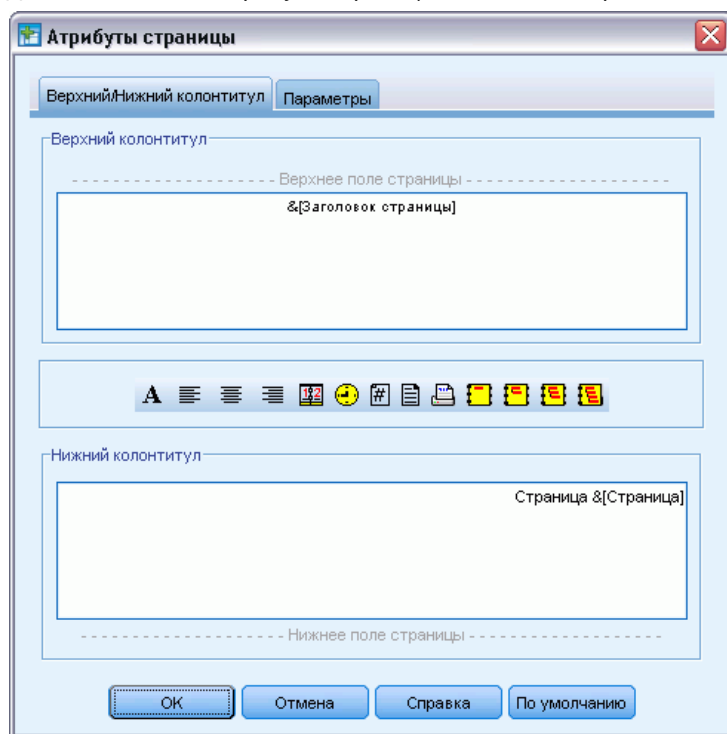 Атрибуты страницы
Верхний/Нижний колонтитул Параметры
Верхний колонтитул
- - - - - - - - - - - - - - - - - - - Верхнее поле страницы - - - - - - - - - - - - - - - - - - -
&[Заголовок страницы]
A
Нижний колонтитул
Страница &[Страница]
- - - - - - - - - - - - - - - - - - - Нижнее поле страницы - - - - - - - - - - - - - - - - - - -
OK Отмена Справка По умолчанию